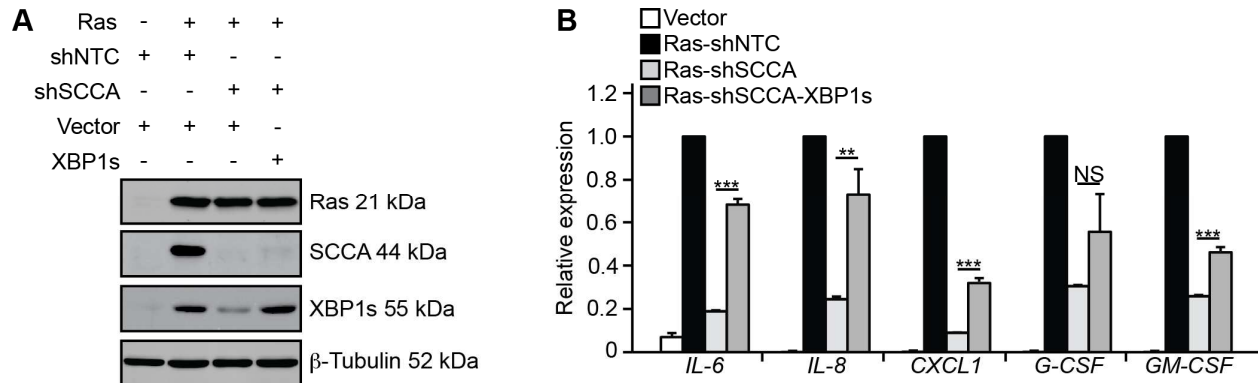 A
Ras - + + +
shNTC + + - -
shSCCA - - + +
Vector + + + -
XBP1s - - - +
Ras 21 kDa
SCCA 44 kDa
XBP1s 55 kDa
β-Tubulin 52 kDa
B
Vector
Ras-shNTC
Ras-shSCCA
Ras-shSCCA-XBP1s
Relative expression
1.2
1.0
0.8
0.6
0.4
0.2
0
***
**
***
NS
***
IL-6 IL-8 CXCL1 G-CSF GM-CSF